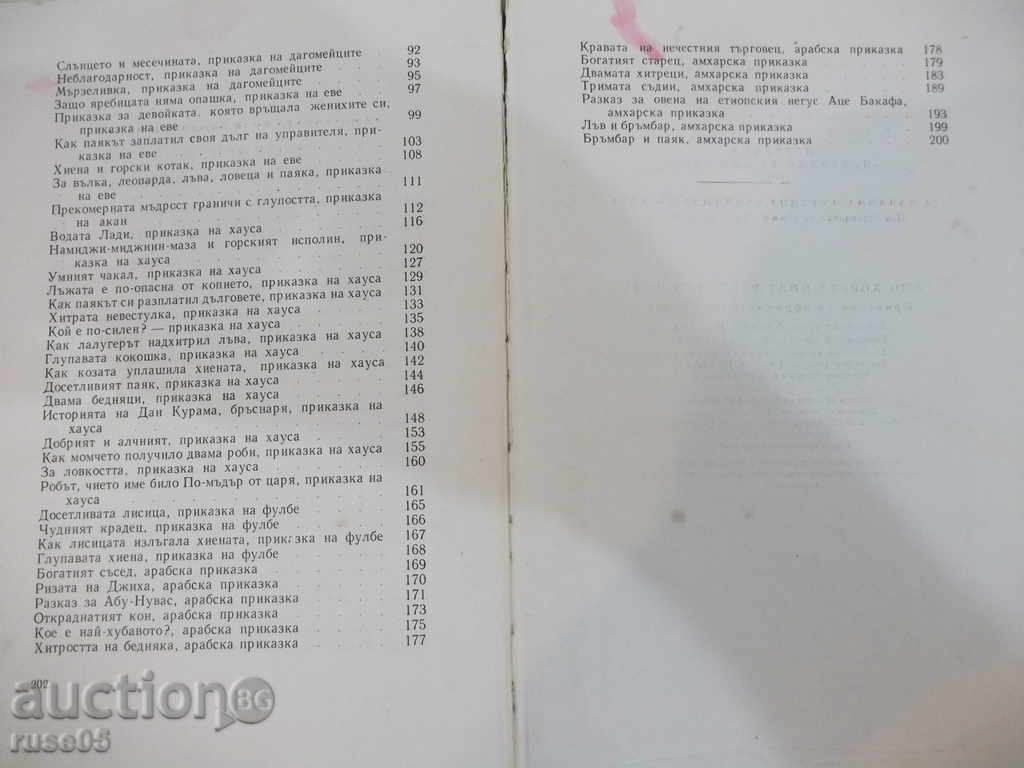 Слънцето и месечината, приказка на дагомейците . 92
Неблагодарност, приказка на дагомейците . . . . 93
Мързеливка, приказка на дагомейците . . . . . 95
Защо яребицата няма опашка, приказка на еве . . 97
Приказка за девойката, която връщала женихите си,
приказка на еве . . . . . . . . . . 99
Как паякът заплатил своя дълг на управителя, при-
казка на еве . . . . . . . . . . . 103
Хиена и горски котак, приказка на еве . . . . . 108
За вълка, леопарда, лъва, ловеца и паяка, приказка
на еве . . . . . . . . . . . . . 111
Прекомерната мъдрост граничи с глупостта, приказка
на акан . . . . . . . . . . . . . 112
Водата Лади, приказка на хауса . . . . . . . 116
Намиджи-миджиин-маза и горският исполин, при-
казка на хауса . . . . . . . . . . 120
Умният чакал, приказка на хауса . . . . . . . 127
Лъжата е по-опасна от копието, приказка на хауса . 129
Как паякът си разплатил дълговете, приказка на хауса 131
Хитрата невестулка, приказка на хауса . . . . . 133
Кой е по-силен? — приказка на хауса . . . . . 135
Как лалугерът надхитрил лъва, приказка на хауса . 138
Глупавата кокошка, приказка на хауса . . . . . 140
Как козата уплашила хиената, приказка на хауса . 142
Досетливият паяк, приказка на хауса . . . . . 144
Двама бедняци, приказка на хауса . . . . . . 146
Историята на Дан Курама, бръснаря, приказка на
хауса . . . . . . . . . . . . . 148
Добрият и алчният, приказка на хауса . . . . . 153
Как момчето получило двама роби, приказка на хауса 155
За ловкостта, приказка на хауса . . . . . . . 160
Робът, чието име било По-мъдър от царя, приказка на
хауса . . . . . . . . . . . . . 161
Досетливата лисица, приказка на фулбе . . . . . 165
Чудният крадец, приказка на фулбе . . . . . . 166
Как лисицата излъгала хиената, приказка на фулбе . 167
Глупавата хиена, приказка на фулбе . . . . . . 168
Богатият съсед, арабска приказка . . . . . . . 169
Ризата на Джиха, арабска приказка . . . . . . 170
Разказ за Абу-Нувас, арабска приказка . . . . . 171
Откраднатият кон, арабска приказка . . . . . . 173
Кое е най-хубавото?, арабска приказка . . . . . 175
Хитростта на бедняка, арабска приказка . . . . . 177
202
Кравата на нечестния търговец, арабска приказка 178
Богатият старец, амхарска приказка . . . . . 179
Двамата хитреци, амхарска приказка . . . . . 183
Тримата съдии, амхарска приказка . . . . . . 189
Разказ за овена на етиопския негус Аце Бакафа,
амхарска приказка . . . . . . . . . 193
Лъв и бръмбар, амхарска приказка . . . . . . 199
Бръмбар и паяк, амхарска приказка . . . . . 200
auction BG
ruse05